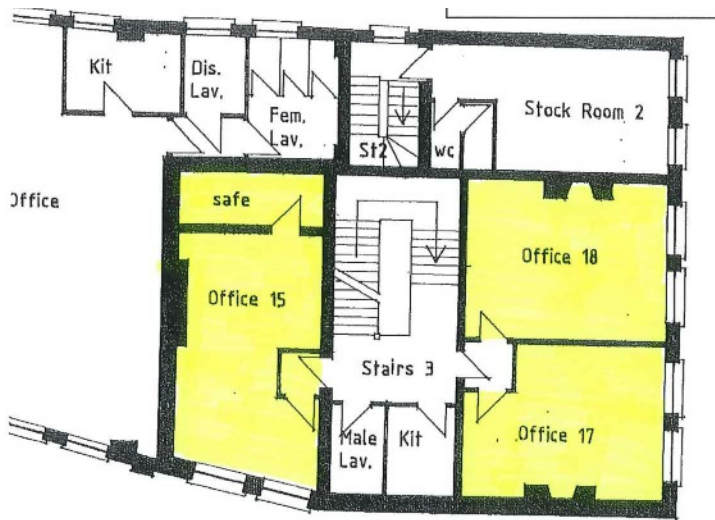 Kit
Dis.
Lav.
Fem.
Lav.
St2
wc
Stock Room 2
Office
safe
Office 15
Office 18
Stairs 3
Male
Lav.
Kit
Office 17